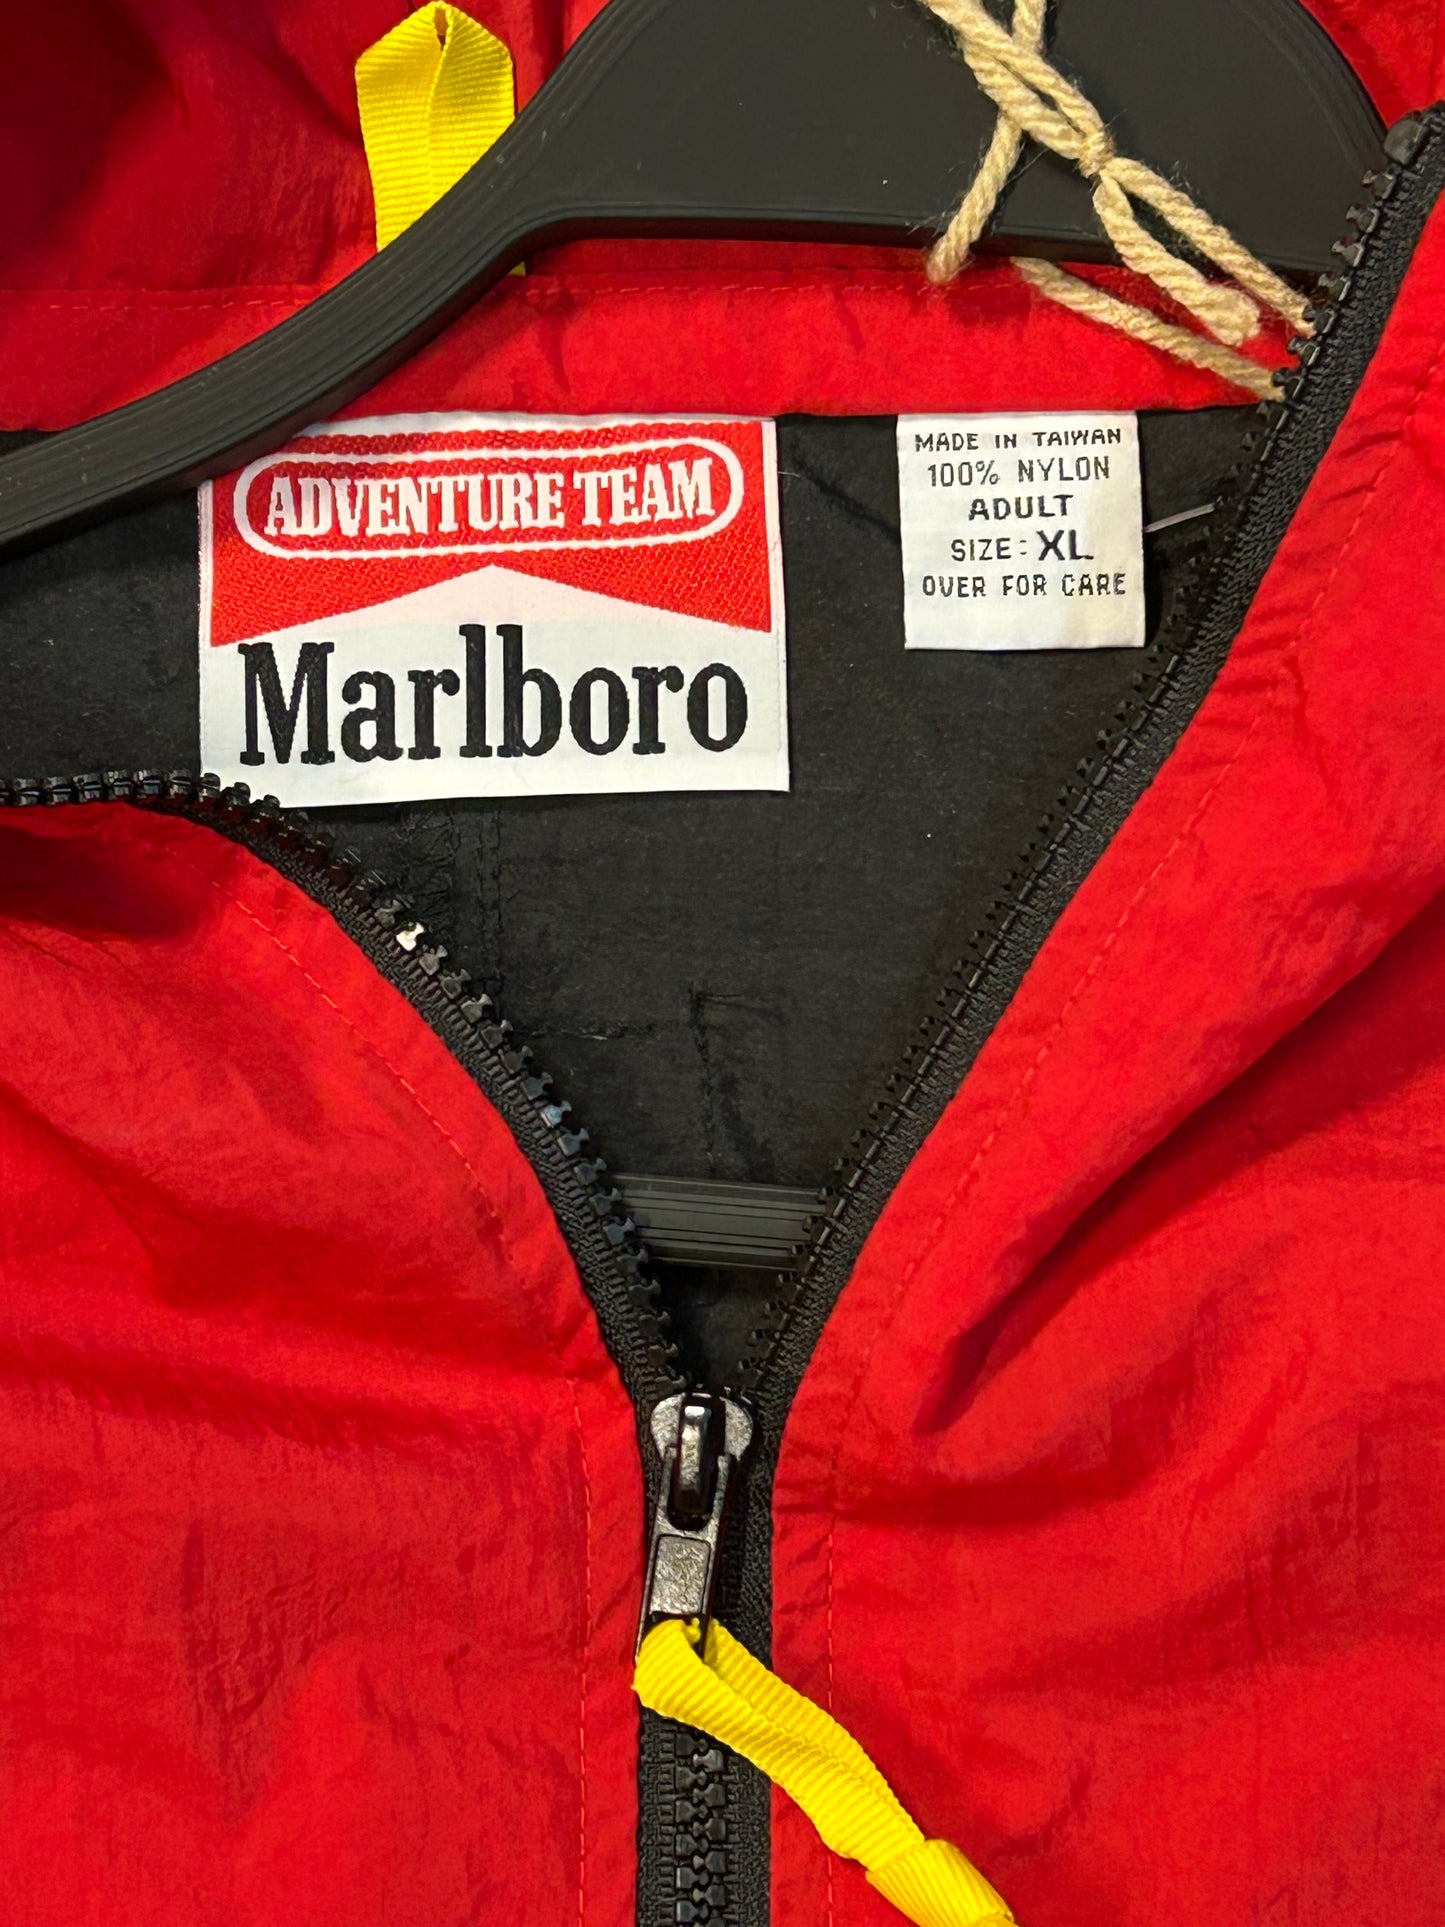 ADVENTURE TEAM
Marlboro
MADE IN TAIWAN
100% NYLON
ADULT
SIZE: XL
OVER FOR CARE